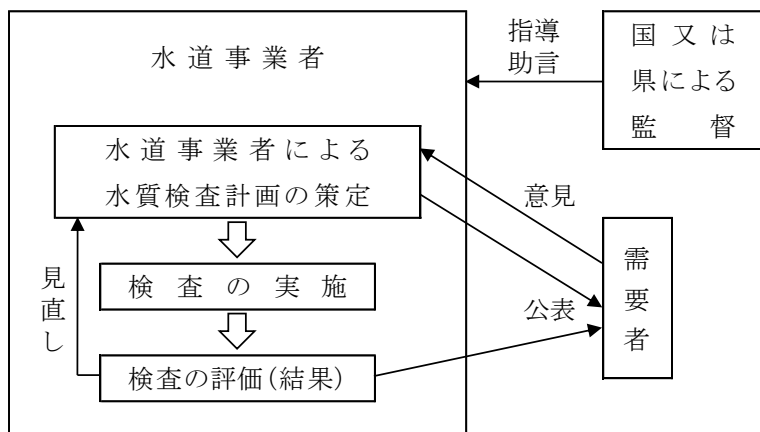 水道事業者
指導
助言
国又は
県による
監督
水道事業者による
水質検査計画の策定
意見
需要者
検査の実施
見直し
公表
検査の評価(結果)